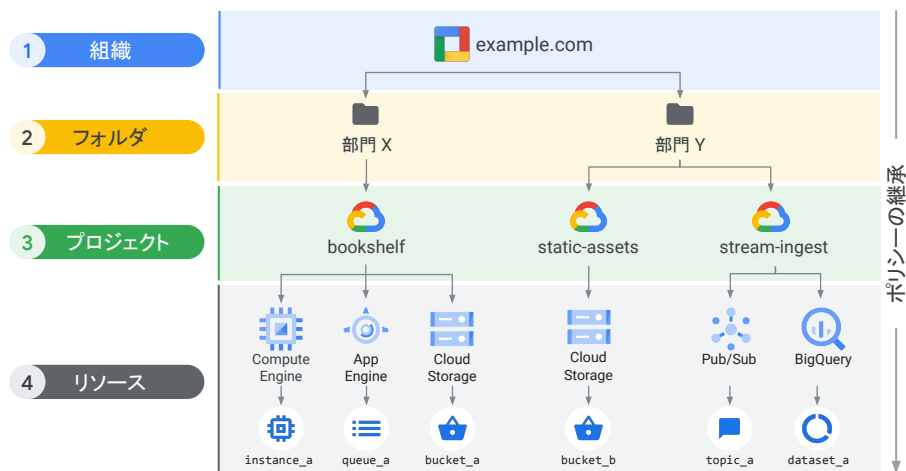 1 組織
example.com
2 フォルダ
部門 X
部門 Y
3 プロジェクト
bookshelf
static-assets
stream-ingest
4 リソース
Compute
Engine
App
Engine
Cloud
Storage
Cloud
Storage
Pub/Sub
BigQuery
instance_a
queue_a
bucket_a
bucket_b
topic_a
dataset_a
ポリシーの継承